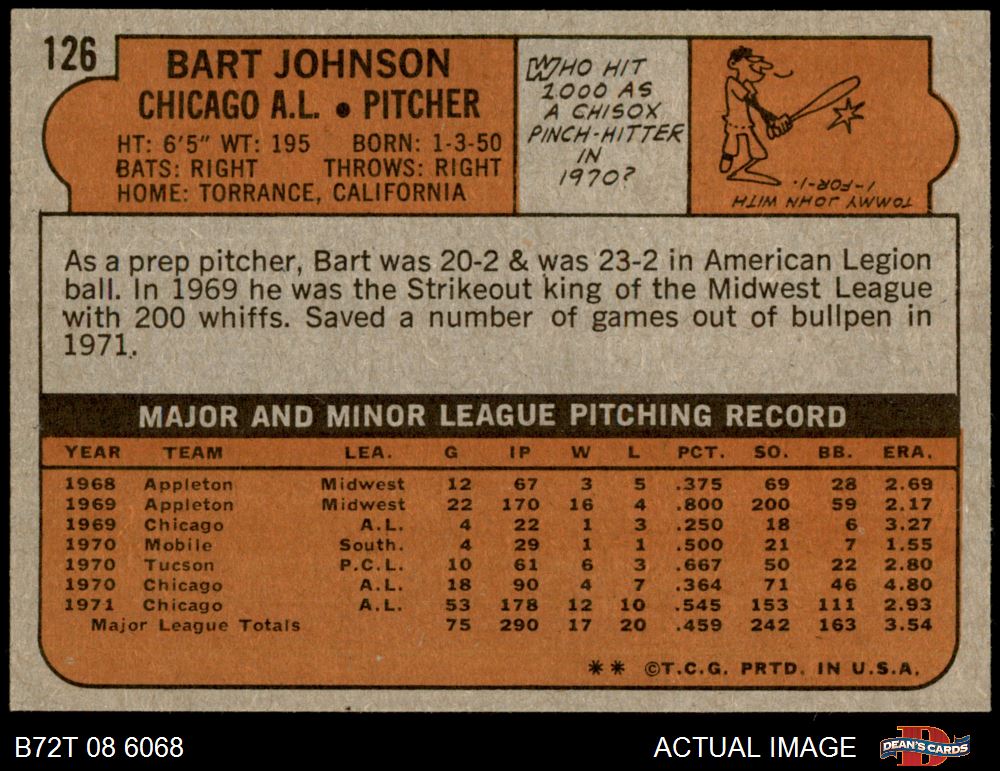 126
BART JOHNSON
CHICAGO A.L. • PITCHER
HT: 6'5" WT: 195 BORN: 1-3-50
BATS: RIGHT THROWS: RIGHT
HOME: TORRANCE, CALIFORNIA
WHO HIT
1.000 AS
A CHISOX
PINCH-HITTER
IN
1970?
TOMMY JOHN WITH
1-FOR-1.
As a prep pitcher, Bart was 20-2 & was 23-2 in American Legion
ball. In 1969 he was the Strikeout king of the Midwest League
with 200 whiffs. Saved a number of games out of bullpen in
1971.
MAJOR AND MINOR LEAGUE PITCHING RECORD
YEAR TEAM LEA. G IP W L PCT. SO. BB. ERA.
1968 Appleton Midwest 12 67 3 5 .375 69 28 2.69
1969 Appleton Midwest 22 170 16 4 .800 200 59 2.17
1969 Chicago A.L. 4 22 1 3 .250 18 6 3.27
1970 Mobile South. 4 29 1 1 .500 21 7 1.55
1970 Tucson P.C.L. 10 61 6 3 .667 50 22 2.80
1970 Chicago A.L. 18 90 4 7 .364 71 46 4.80
1971 Chicago A.L. 53 178 12 10 .545 153 111 2.93
Major League Totals 75 290 17 20 .459 242 163 3.54
** ©T.C.G. PRTD. IN U.S.A.
B72T 08 6068 ACTUAL IMAGE DEAN'S CARDS